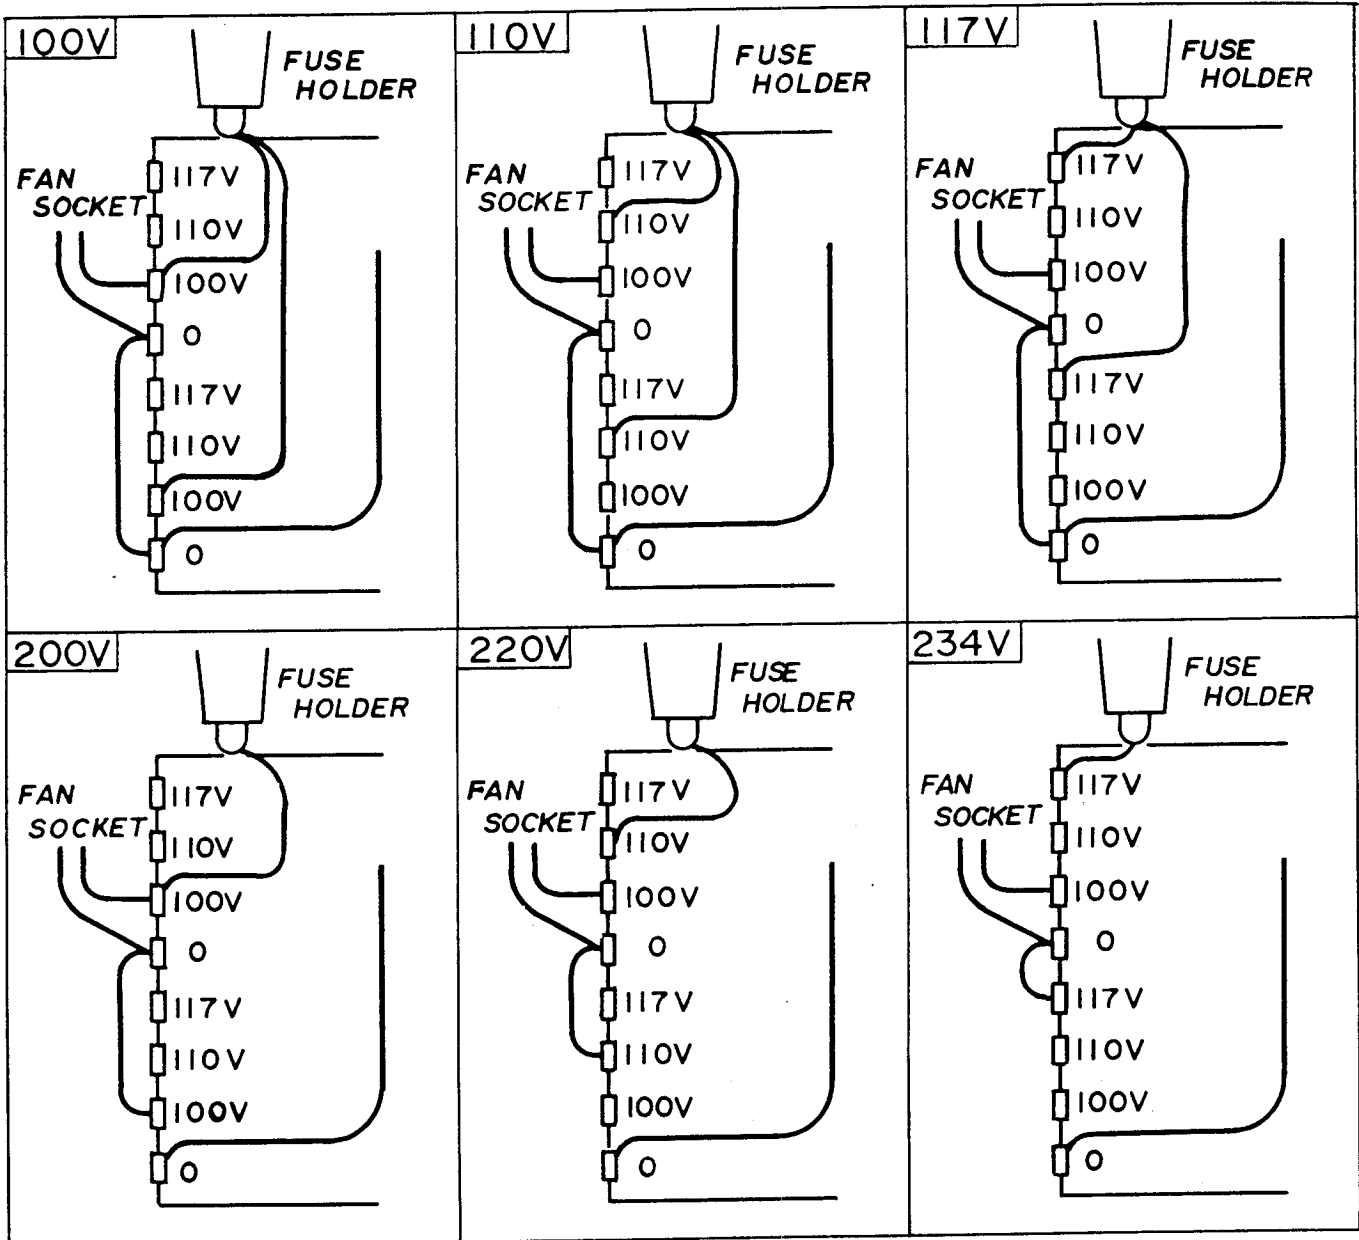 100V
FUSE
HOLDER
FAN
SOCKET
117V
110V
100V
0
117V
110V
100V
0
110V
FUSE
HOLDER
FAN
SOCKET
117V
110V
100V
0
117V
110V
100V
0
117V
FUSE
HOLDER
FAN
SOCKET
117V
110V
100V
0
117V
110V
100V
0
200V
FUSE
HOLDER
FAN
SOCKET
117V
110V
100V
0
117V
110V
100V
0
220V
FUSE
HOLDER
FAN
SOCKET
117V
110V
100V
0
117V
110V
100V
0
234V
FUSE
HOLDER
FAN
SOCKET
117V
110V
100V
0
117V
110V
100V
0